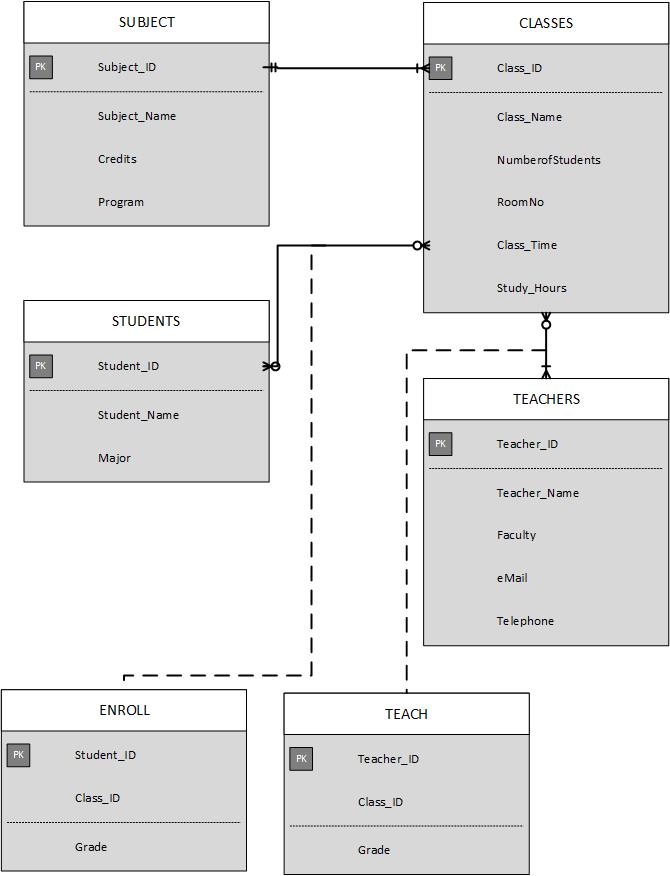 SUBJECT
PK Subject_ID
Subject_Name
Credits
Program
CLASSES
PK Class_ID
Class_Name
NumberofStudents
RoomNo
Class_Time
Study_Hours
STUDENTS
PK Student_ID
Student_Name
Major
TEACHERS
PK Teacher_ID
Teacher_Name
Faculty
eMail
Telephone
ENROLL
PK Student_ID
Class_ID
Grade
TEACH
PK Teacher_ID
Class_ID
Grade